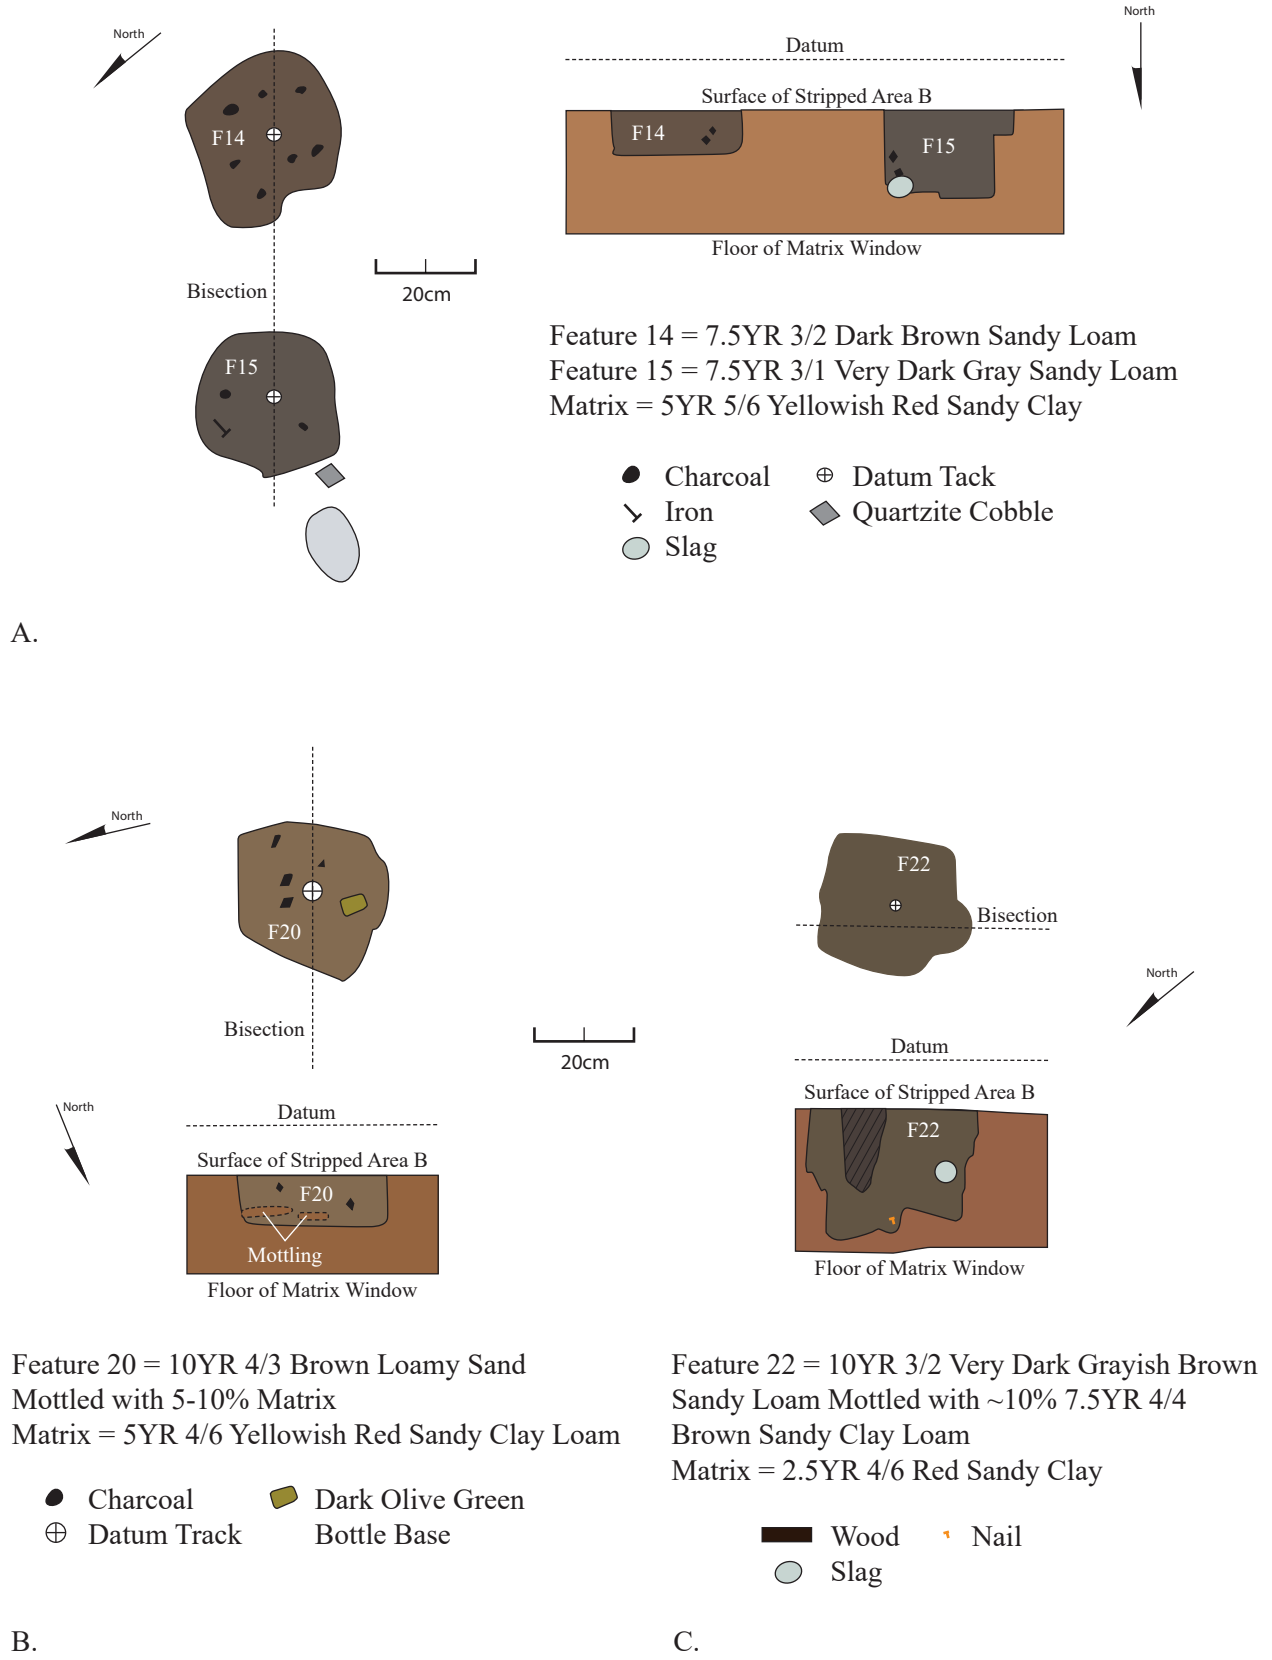 North
North
Datum
Surface of Stripped Area B
F14
F14
F15
Floor of Matrix Window
Bisection
20cm
F15
Feature 14 = 7.5YR 3/2 Dark Brown Sandy Loam
Feature 15 = 7.5YR 3/1 Very Dark Gray Sandy Loam
Matrix = 5YR 5/6 Yellowish Red Sandy Clay
Charcoal
Datum Tack
Iron
Quartzite Cobble
Slag
A.
North
F20
Bisection
20cm
North
Datum
Surface of Stripped Area B
F20
Mottling
Floor of Matrix Window
Feature 20 = 10YR 4/3 Brown Loamy Sand
Mottled with 5-10% Matrix
Matrix = 5YR 4/6 Yellowish Red Sandy Clay Loam
Charcoal
Dark Olive Green
Datum Track
Bottle Base
B.
F22
Bisection
North
Datum
Surface of Stripped Area B
F22
Floor of Matrix Window
Feature 22 = 10YR 3/2 Very Dark Grayish Brown
Sandy Loam Mottled with ~10% 7.5YR 4/4
Brown Sandy Clay Loam
Matrix = 2.5YR 4/6 Red Sandy Clay
Wood
Nail
Slag
C.